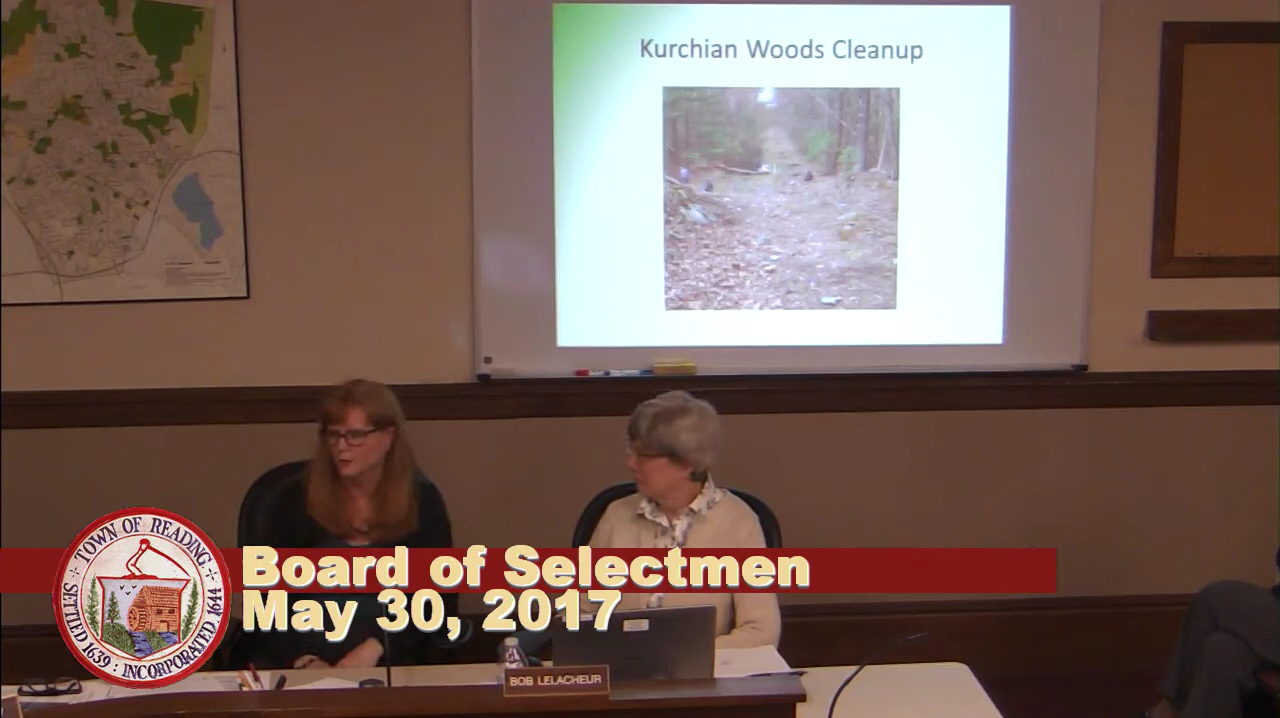 Kurchian Woods Cleanup
TOWN OF READING
SETTLED 1639 : INCORPORATED 1644
Board of Selectmen
May 30, 2017
BOB LELACHEUR